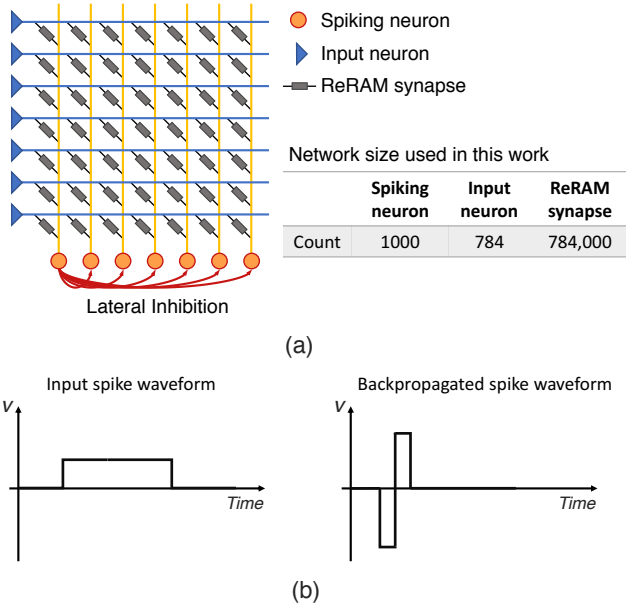 Spiking neuron
Input neuron
ReRAM synapse
Network size used in this work
Spiking neuron Input neuron ReRAM synapse
Count 1000 784 784,000
Lateral Inhibition
(a)
Input spike waveform
V
Time
Backpropagated spike waveform
V
Time
(b)